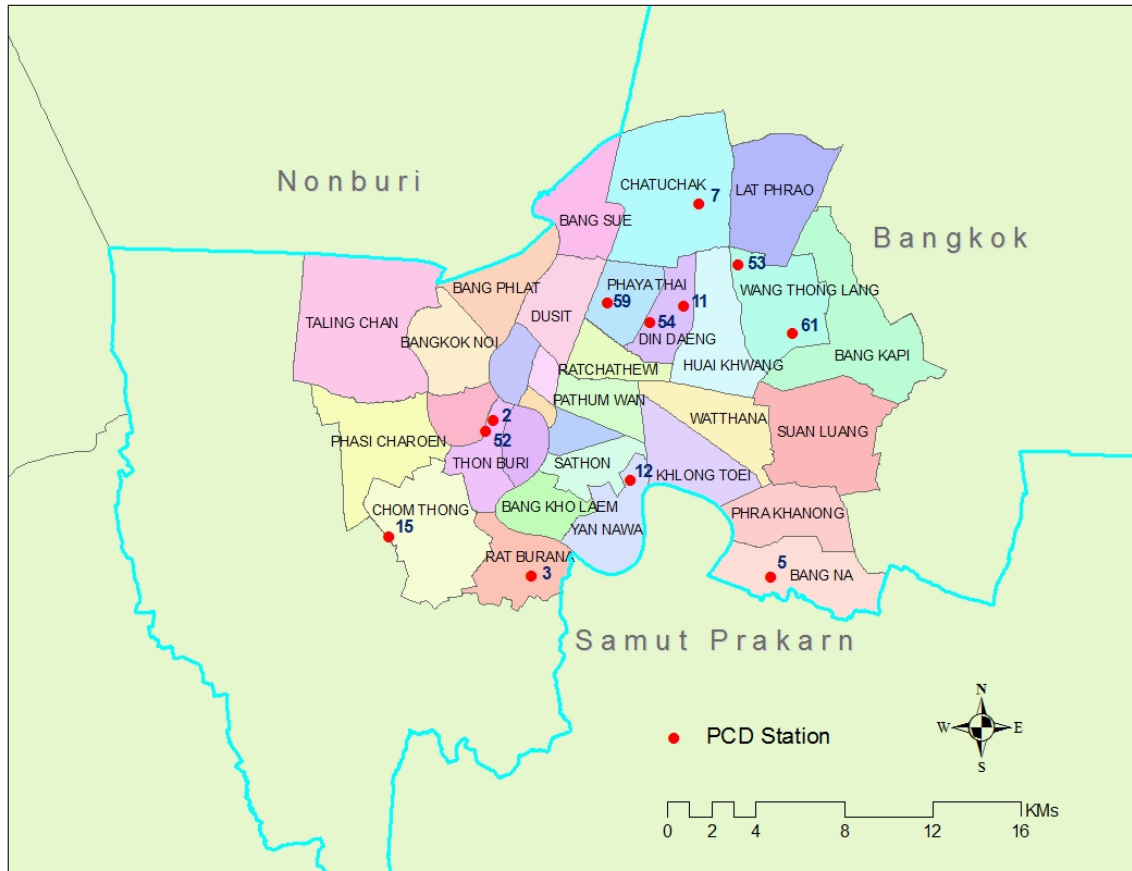 CHATUCHAK
7
LAT PHRAO
Nonburi
BANG SUE
Bangkok
53
PHAYA THAI
BANG PHLAT
WANG THONG LANG
59
11
DUSIT
TALING CHAN
54
61
DIN DAENG
BANGKOK NOI
BANG KAPI
HUAI KHWANG
RATCHATHEWI
PATHUM WAN
2
WATTHANA
SUAN LUANG
52
PHASI CHAROEN
THON BURI
SATHON
12
KHLONG TOEI
BANG KHO LAEM
CHOM THONG
PHRA KHANONG
15
YAN NAWA
RAT BURANA
3
5
BANG NA
Samut Prakarn
N
W
E
S
PCD Station
KMs
0 2 4 8 12 16